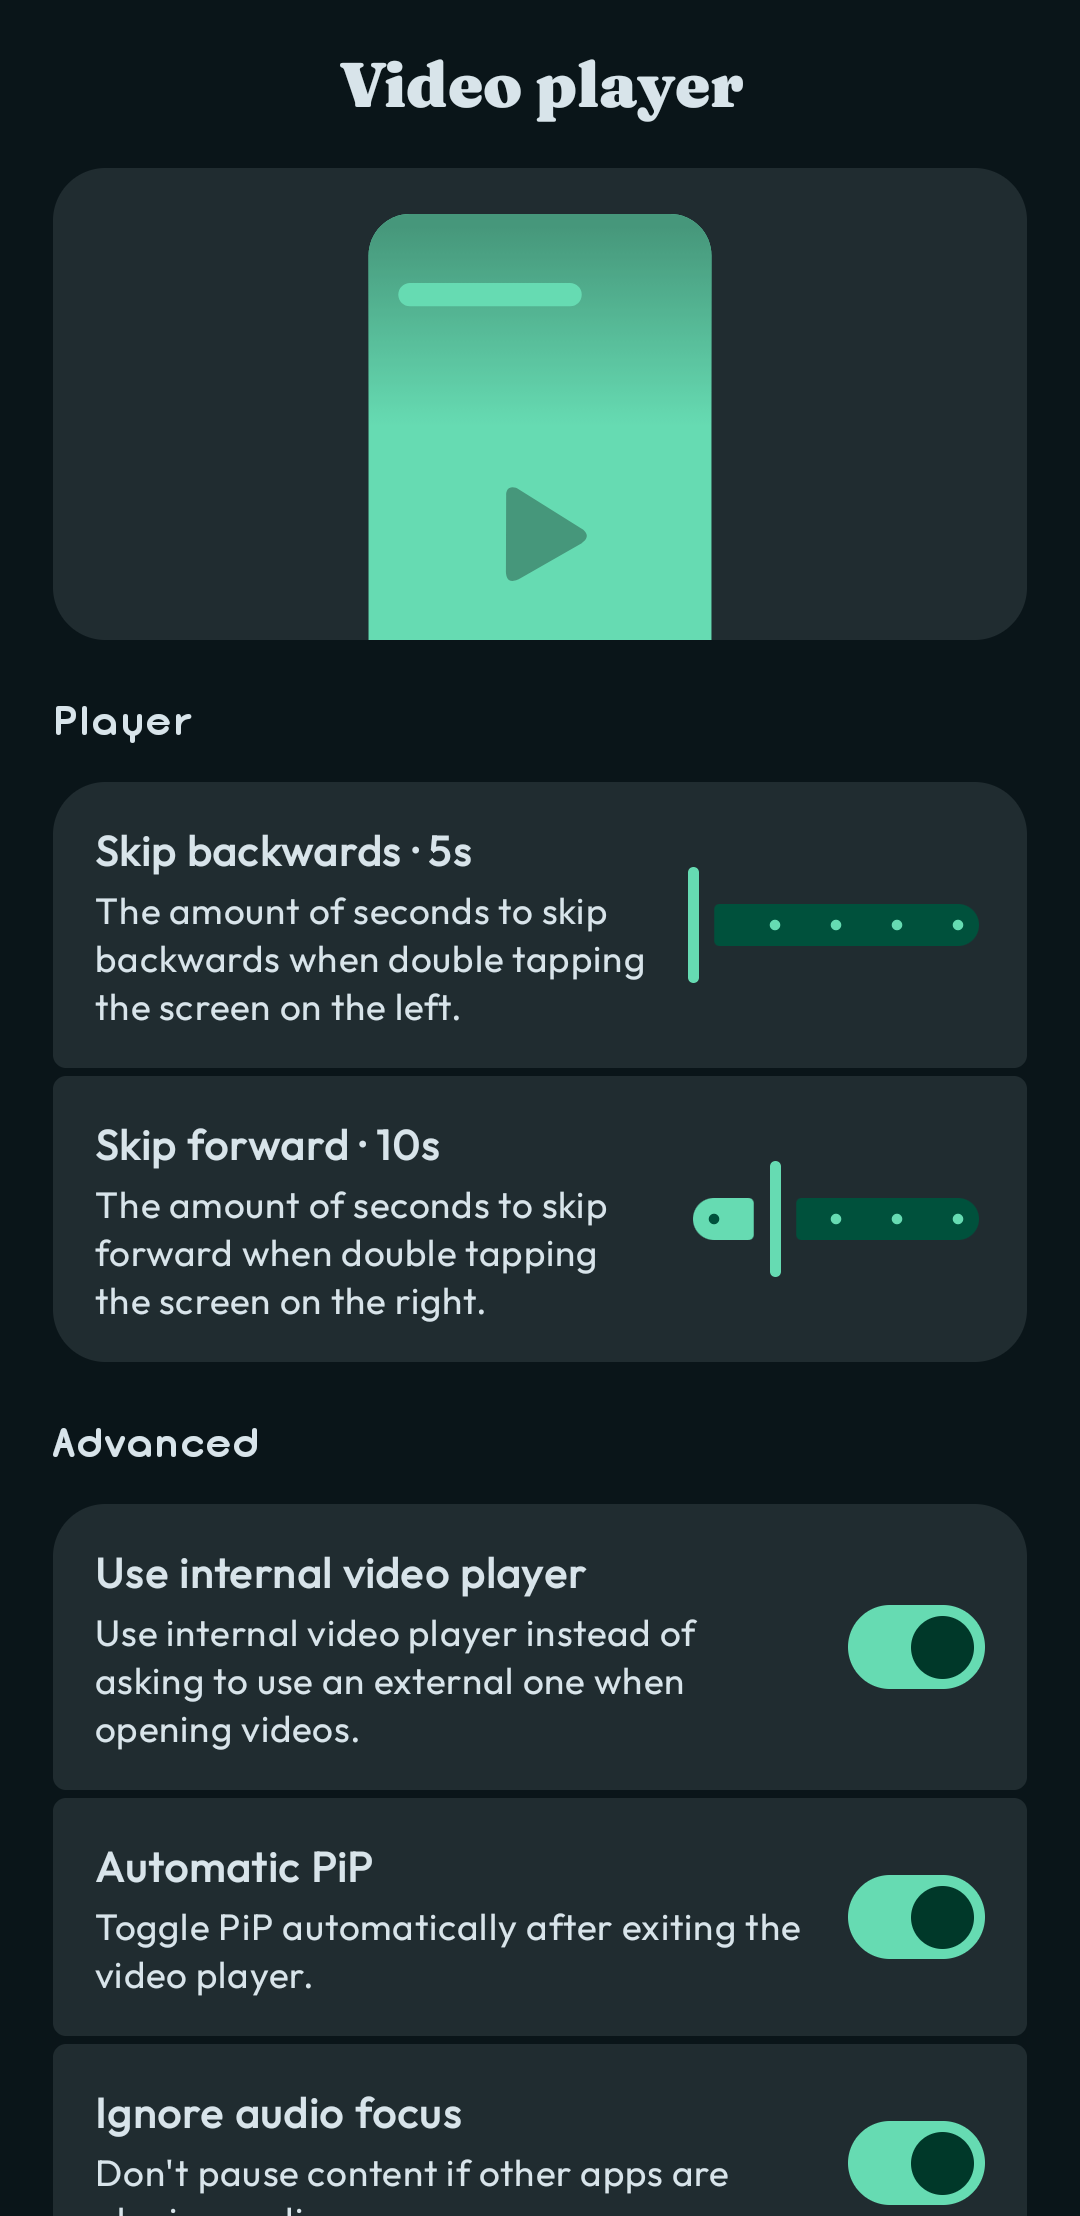 Video player
Player
Skip backwards · 5s
The amount of seconds to skip
backwards when double tapping
the screen on the left.
Skip forward · 10s
The amount of seconds to skip
forward when double tapping
the screen on the right.
Advanced
Use internal video player
Use internal video player instead of
asking to use an external one when
opening videos.
Automatic PiP
Toggle PiP automatically after exiting the
video player.
Ignore audio focus
Don't pause content if other apps are